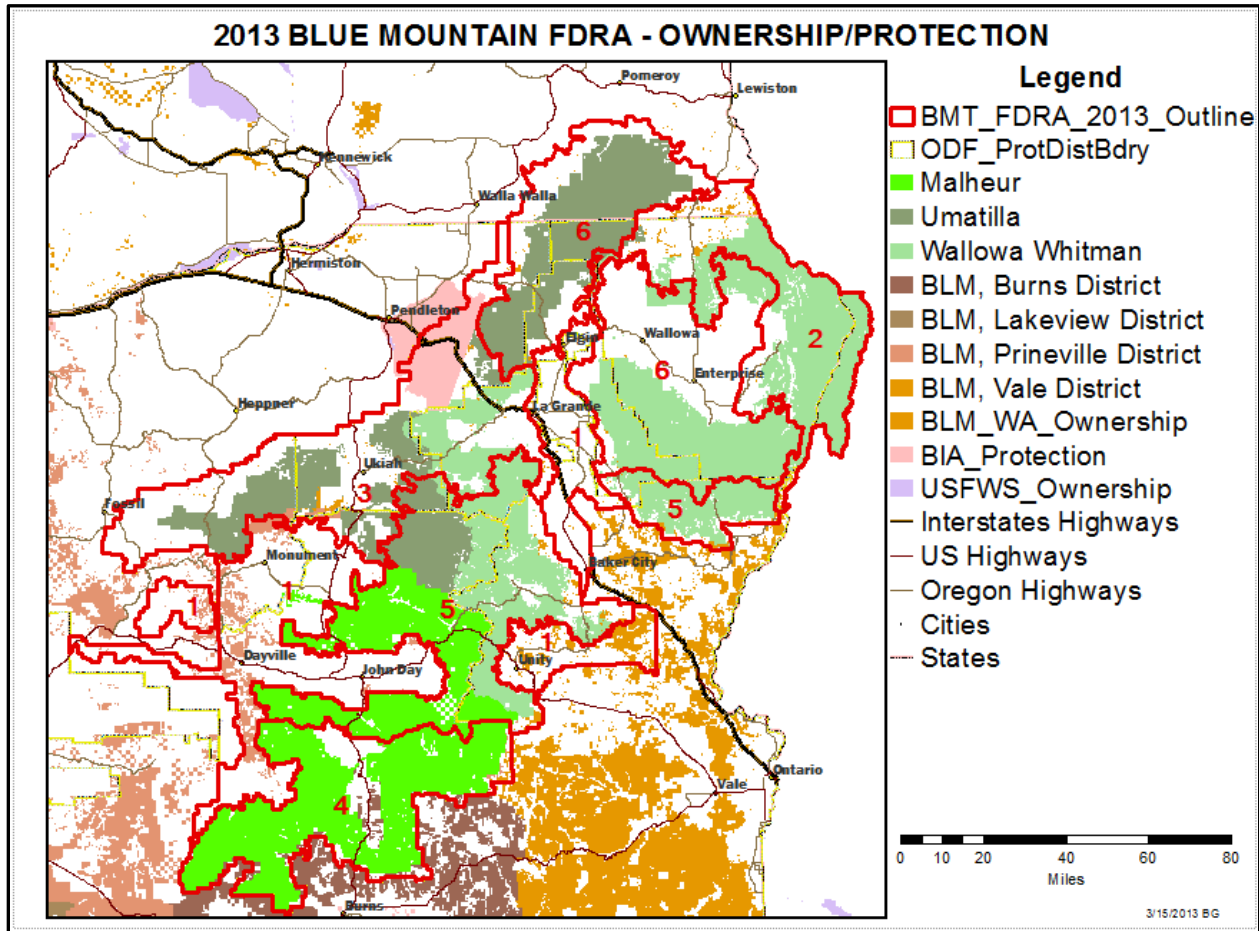 2013 BLUE MOUNTAIN FDRA - OWNERSHIP/PROTECTION
Pomeroy
Lewiston
Kennewick
Walla Walla
6
Hermiston
Pendleton
Elgin
Wallowa
2
6
Enterprise
Heppner
La Grande
1
Ukiah
3
5
Fossil
Monument
Baker City
1
1
5
Dayville
John Day
Unity
1
Ontario
Vale
4
Burns
Legend
BMT_FDRA_2013_Outline
ODF_ProtDistBdry
Malheur
Umatilla
Wallowa Whitman
BLM, Burns District
BLM, Lakeview District
BLM, Prineville District
BLM, Vale District
BLM_WA_Ownership
BIA_Protection
USFWS_Ownership
Interstates Highways
US Highways
Oregon Highways
Cities
States
0 10 20 40 60 80
Miles
3/15/2013 BG